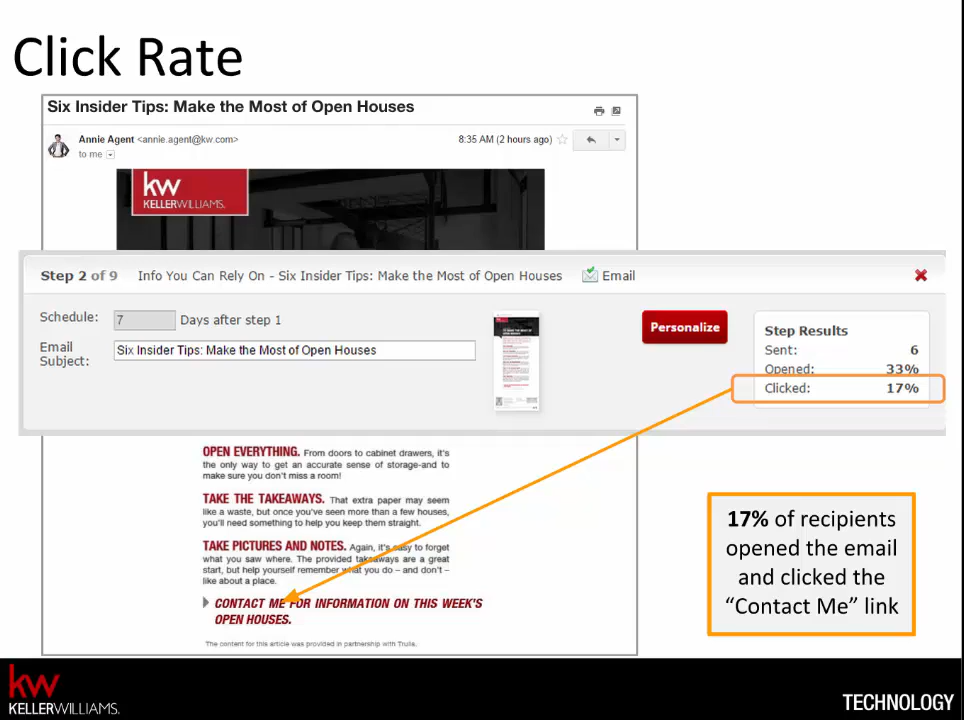 Click Rate
Six Insider Tips: Make the Most of Open Houses
Annie Agent <annie.agent@kw.com>
8:35 AM (2 hours ago)
to me
kw
KELLERWILLIAMS.
Step 2 of 9 Info You Can Rely On - Six Insider Tips: Make the Most of Open Houses Email
Schedule: 7 Days after step 1
Email
Subject: Six Insider Tips: Make the Most of Open Houses
Personalize
Step Results
Sent: 6
Opened: 33%
Clicked: 17%
OPEN EVERYTHING. From doors to cabinet drawers, it's
the only way to get an accurate sense of storage-and to
make sure you don't miss a room!
TAKE THE TAKEAWAYS. That extra paper may seem
like a waste, but once you've seen more than a few houses,
you'll need something to help you keep them straight.
TAKE PICTURES AND NOTES. Again, it's easy to forget
what you saw where. The provided takeaways are a great
start, but help yourself remember what you do – and don't –
like about a place.
CONTACT ME FOR INFORMATION ON THIS WEEK'S
OPEN HOUSES.
The content for this article was provided in partnership with Trulia.
17% of recipients
opened the email
and clicked the
“Contact Me” link
kw
KELLERWILLIAMS.
TECHNOLOGY